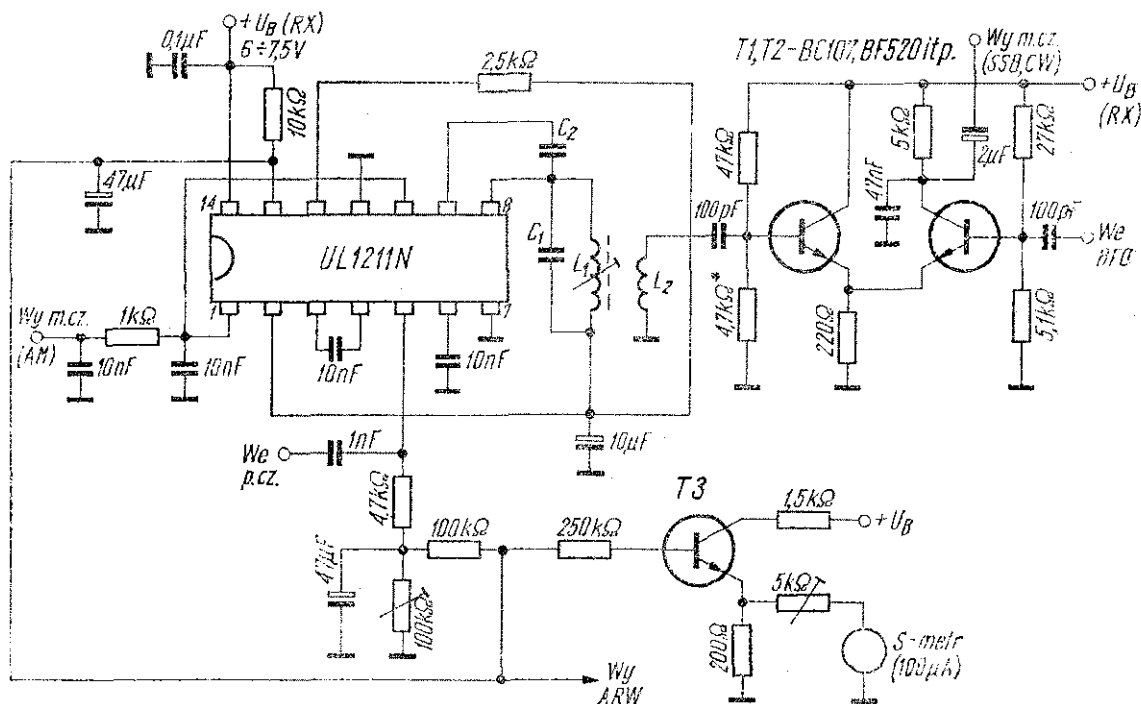 +U_B (RX)
6÷7,5V
0,1µF
10kΩ
47µF
2,5kΩ
C2
14
8
UL1211N
1
7
C1
L1
L2
Wy m.cz.
(AM)
1kΩ
10nF
10nF
10nF
10nF
10µF
We
p.cz.
1nF
4,7kΩ
47µF
100kΩ
100kΩ
250kΩ
T3
1,5kΩ
+U_B
5kΩ
200Ω
S-metr
(100µA)
Wy
ARW
T1,T2-BC107,BF520itp.
Wy m.cz.
(SSB,CW)
+U_B
(RX)
47kΩ
5kΩ
2µF
27kΩ
47nF
100pF
100pF
We
BFO
4,7kΩ*
220Ω
5,1kΩ